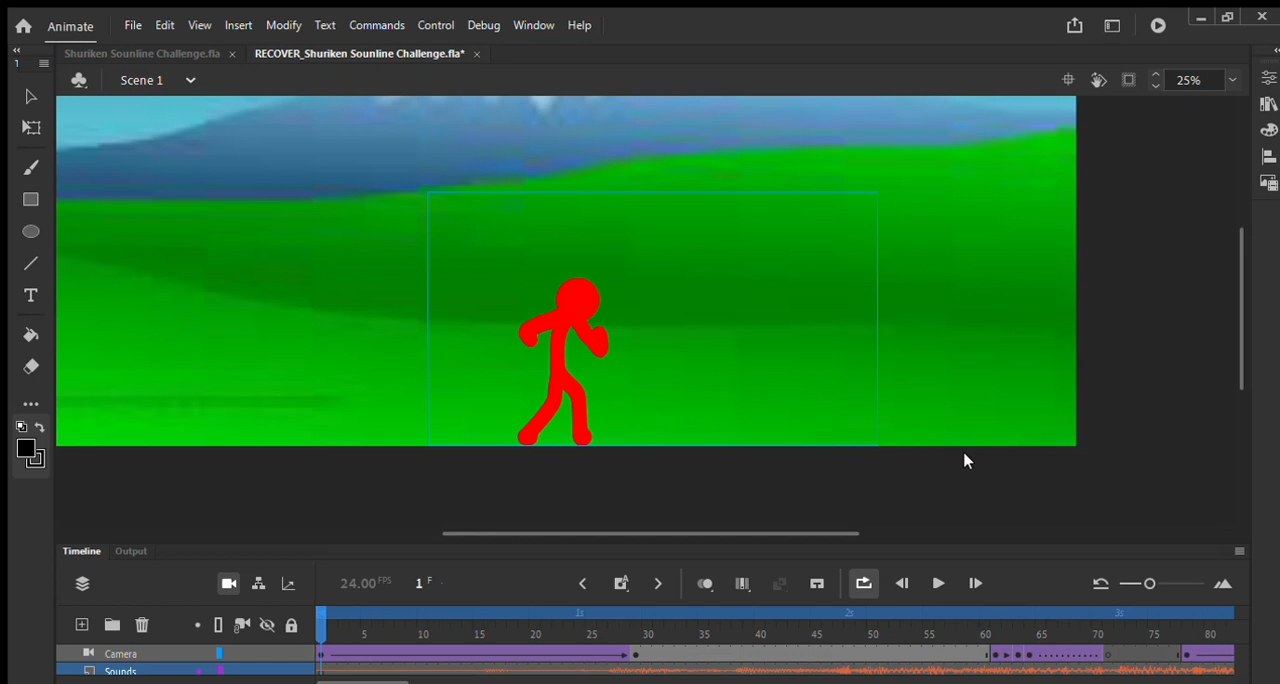 Animate File Edit View Insert Modify Text Commands Control Debug Window Help
Shuriken Sounline Challenge.fla × RECOVER_Shuriken Sounline Challenge.fla* ×
Scene 1 25%
Timeline Output
24.00 FPS 1 F
1s 2s 3s
5 10 15 20 25 30 35 40 45 50 55 60 65 70 75 80
Camera
Sounds